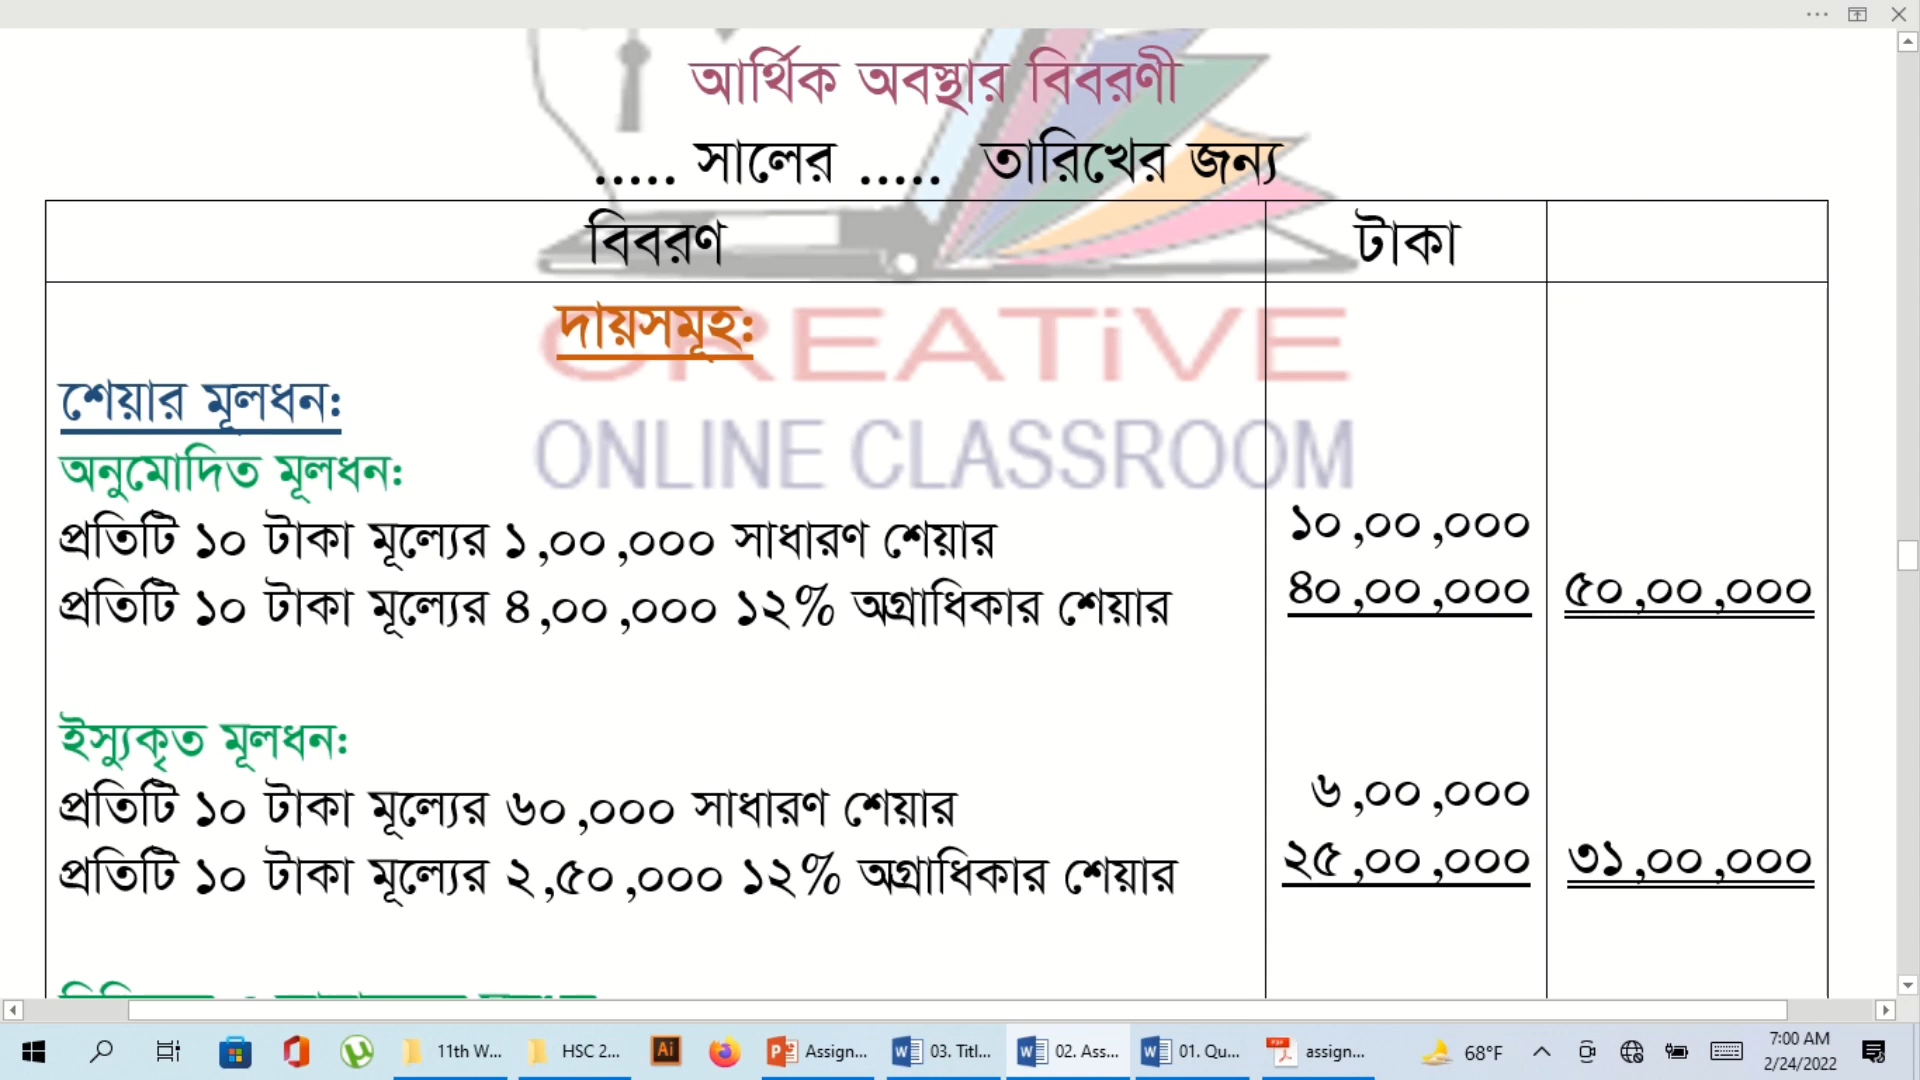 আর্থিক অবস্থার বিবরণী
..... সালের ..... তারিখের জন্য
বিবরণ টাকা
দায়সমূহ:
CREATiVE
শেয়ার মূলধন:
ONLINE CLASSROOM
অনুমোদিত মূলধন:
প্রতিটি ১০ টাকা মূল্যের ১,০০,০০০ সাধারণ শেয়ার ১০,০০,০০০
প্রতিটি ১০ টাকা মূল্যের ৪,০০,০০০ ১২% অগ্রাধিকার শেয়ার ৪০,০০,০০০ ৫০,০০,০০০
ইস্যুকৃত মূলধন:
প্রতিটি ১০ টাকা মূল্যের ৬০,০০০ সাধারণ শেয়ার ৬,০০,০০০
প্রতিটি ১০ টাকা মূল্যের ২,৫০,০০০ ১২% অগ্রাধিকার শেয়ার ২৫,০০,০০০ ৩১,০০,০০০
11th W... HSC 2... Ai Assign... 03. Titl... 02. Ass... 01. Qu... assign... 68°F 7:00 AM
2/24/2022